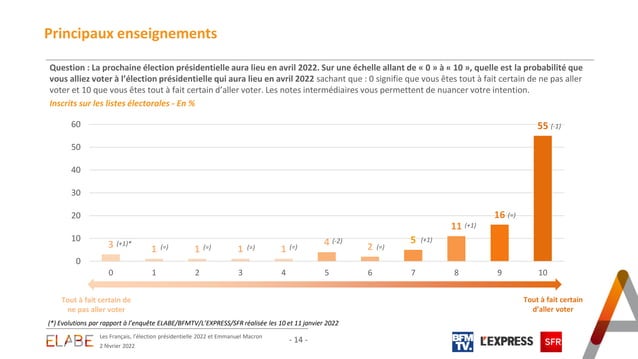 Principaux enseignements
Question : La prochaine élection présidentielle aura lieu en avril 2022. Sur une échelle allant de « 0 » à « 10 », quelle est la probabilité que
vous alliez voter à l'élection présidentielle qui aura lieu en avril 2022 sachant que : 0 signifie que vous êtes tout à fait certain de ne pas aller
voter et 10 que vous êtes tout à fait certain d'aller voter. Les notes intermédiaires vous permettent de nuancer votre intention.
Inscrits sur les listes électorales - En %
60
50
40
30
20
10
0
3 (+1)*
1 (=)
1 (=)
1 (=)
1 (=)
4 (-2)
2 (=)
5 (+1)
11 (+1)
16 (=)
55 (-1)
0 1 2 3 4 5 6 7 8 9 10
Tout à fait certain de
ne pas aller voter
Tout à fait certain
d'aller voter
(*) Evolutions par rapport à l'enquête ELABE/BFMTV/L'EXPRESS/SFR réalisée les 10 et 11 janvier 2022
ELABE
Les Français, l'élection présidentielle 2022 et Emmanuel Macron
2 février 2022
- 14 -
BFM
TV.
L'EXPRESS
SFR